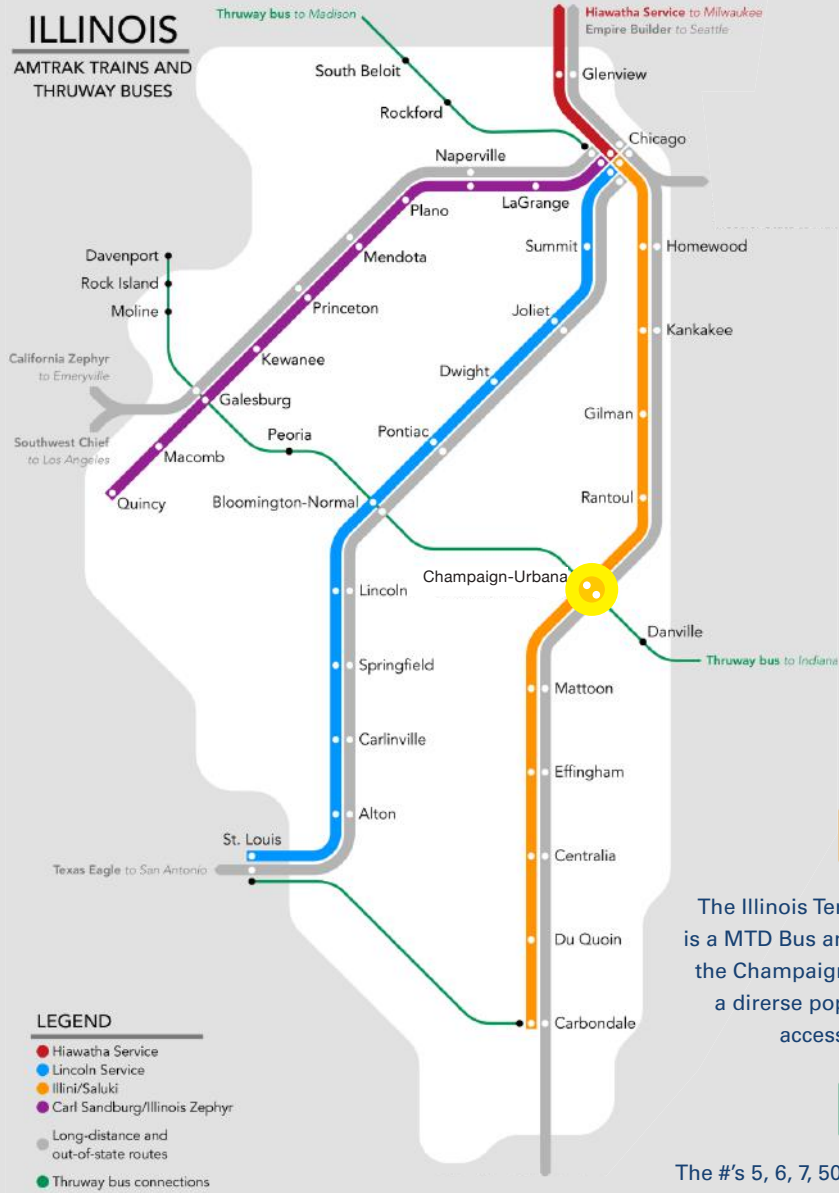 ILLINOIS
AMTRAK TRAINS AND
THRUWAY BUSES
Thruway bus to Madison
Hiawatha Service to Milwaukee
Empire Builder to Seattle
South Beloit
Glenview
Rockford
Chicago
Naperville
LaGrange
Plano
Summit
Homewood
Davenport
Mendota
Rock Island
Princeton
Moline
Joliet
Kankakee
California Zephyr
to Emeryville
Kewanee
Dwight
Galesburg
Gilman
Peoria
Pontiac
Southwest Chief
to Los Angeles
Macomb
Quincy
Bloomington-Normal
Rantoul
Champaign-Urbana
Lincoln
Danville
Thruway bus to Indiana
Springfield
Mattoon
Carlinville
Effingham
Alton
St. Louis
Centralia
Texas Eagle to San Antonio
Du Quoin
Carbondale
The Illinois Ter
is a MTD Bus an
the Champaign
a direrse pop
access
LEGEND
Hiawatha Service
Lincoln Service
Illini/Saluki
Carl Sandburg/Illinois Zephyr
Long-distance and
out-of-state routes
Thruway bus connections
The #'s 5, 6, 7, 50